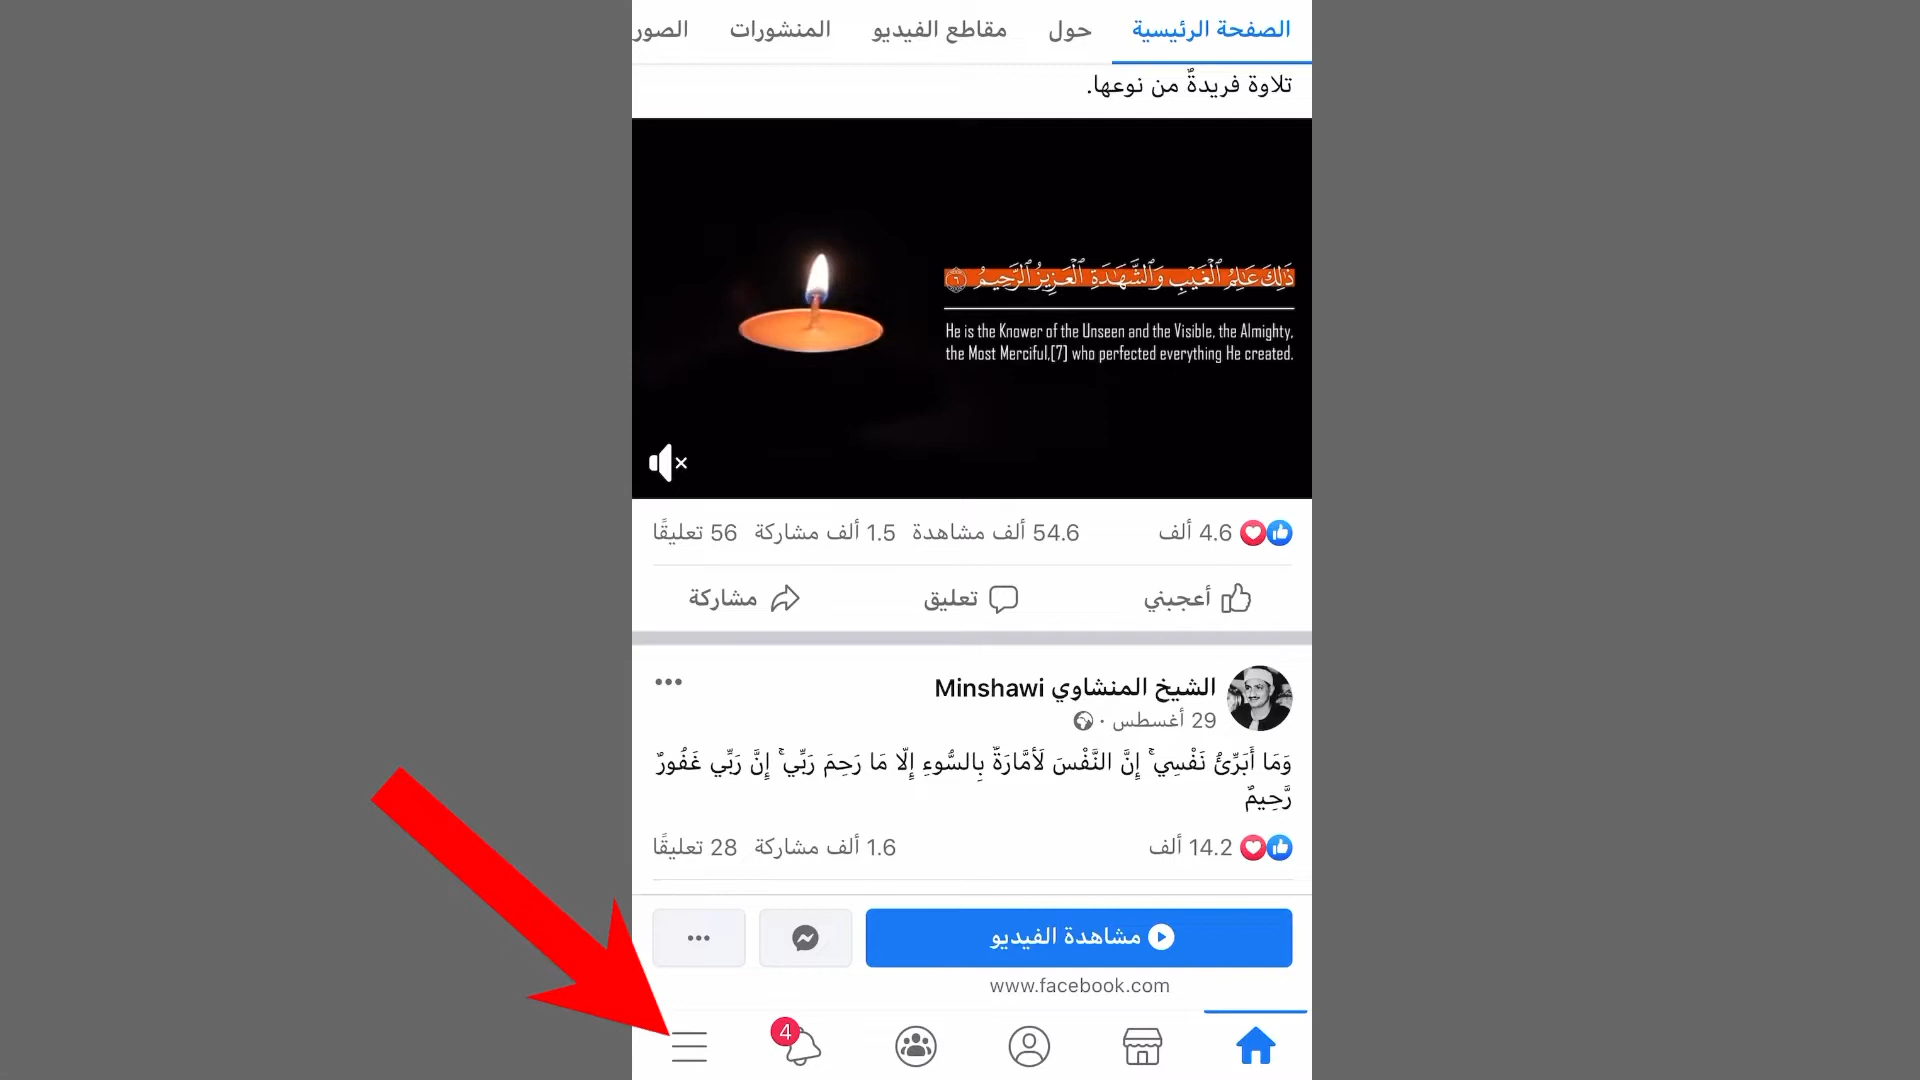 الصفحة الرئيسية حول مقاطع الفيديو المنشورات الصور
تلاوة فريدةٌ من نوعها.
ذَٰلِكَ عَٰلِمُ ٱلْغَيْبِ وَٱلشَّهَٰدَةِ ٱلْعَزِيزُ ٱلرَّحِيمُ ٦
He is the Knower of the Unseen and the Visible, the Almighty,
the Most Merciful,[7] who perfected everything He created.
4.6 ألف 54.6 ألف مشاهدة 1.5 ألف مشاركة 56 تعليقًا
أعجبني تعليق مشاركة
الشيخ المنشاوي Minshawi
29 أغسطس ·
وَمَا أُبَرِّئُ نَفْسِي ۚ إِنَّ النَّفْسَ لَأَمَّارَةٌ بِالسُّوءِ إِلَّا مَا رَحِمَ رَبِّي ۚ إِنَّ رَبِّي غَفُورٌ
رَّحِيمٌ
14.2 ألف 1.6 ألف مشاركة 28 تعليقًا
مشاهدة الفيديو
www.facebook.com
4